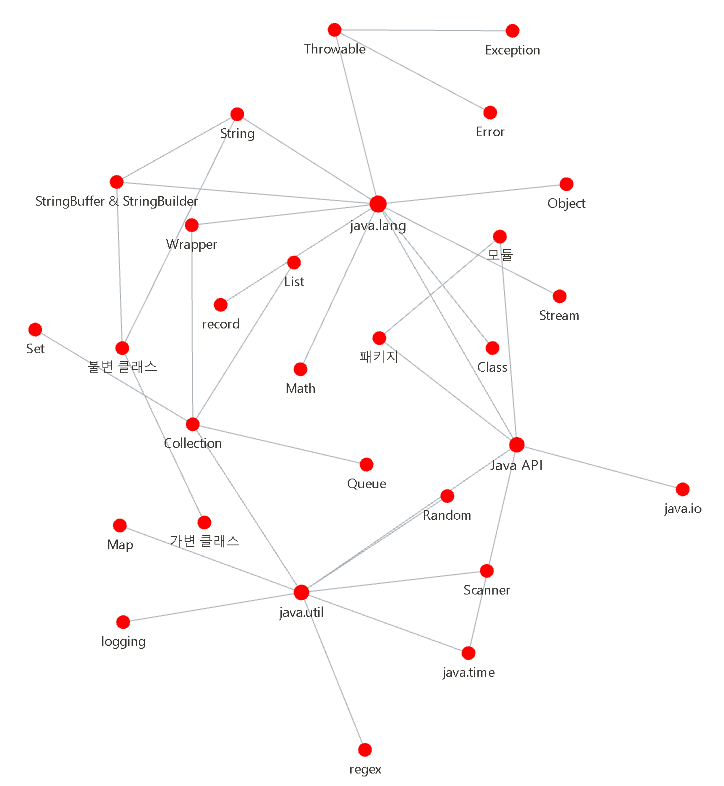 Throwable
Exception
Error
String
StringBuffer & StringBuilder
Object
java.lang
Wrapper
모듈
List
Stream
record
Set
패키지
불변 클래스
Class
Math
Collection
Java API
Queue
java.io
Random
Map
가변 클래스
Scanner
java.util
logging
java.time
regex